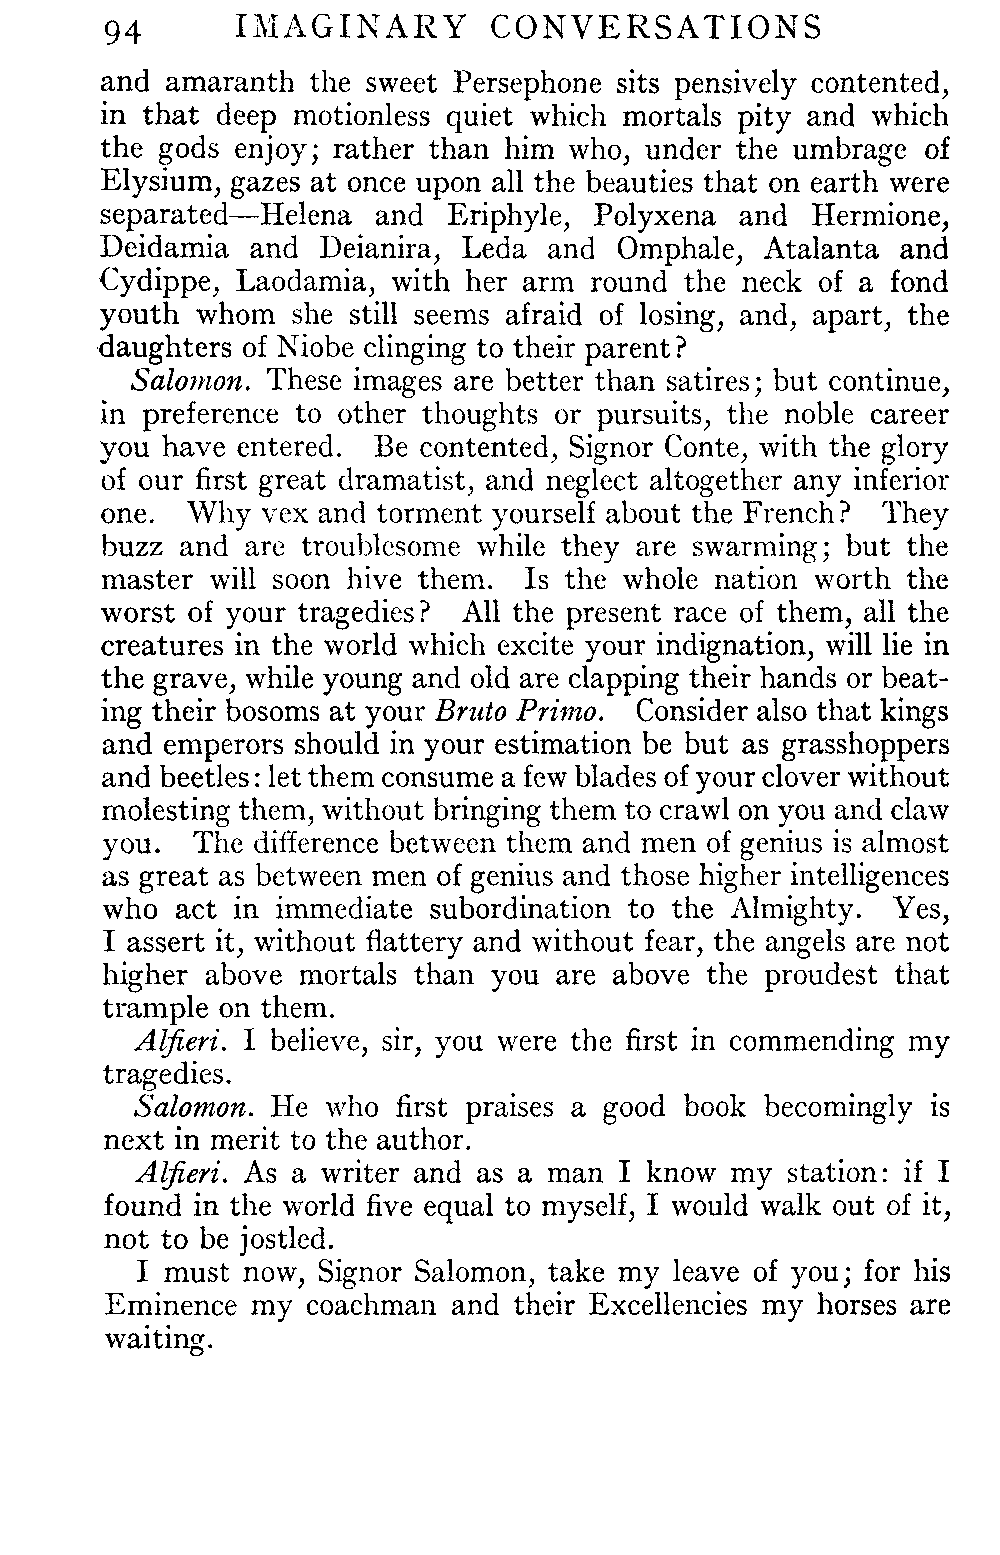 94 IMAGINARY CONVERSATIONS
and amaranth the sweet Persephone sits pensively contented,
in that deep motionless quiet which mortals pity and which
the gods enjoy; rather than him who, under the umbrage of
Elysium, gazes at once upon all the beauties that on earth were
separated—Helena and Eriphyle, Polyxena and Hermione,
Deidamia and Deianira, Leda and Omphale, Atalanta and
Cydippe, Laodamia, with her arm round the neck of a fond
youth whom she still seems afraid of losing, and, apart, the
daughters of Niobe clinging to their parent?
Salomon. These images are better than satires; but continue,
in preference to other thoughts or pursuits, the noble career
you have entered. Be contented, Signor Conte, with the glory
of our first great dramatist, and neglect altogether any inferior
one. Why vex and torment yourself about the French? They
buzz and are troublesome while they are swarming; but the
master will soon hive them. Is the whole nation worth the
worst of your tragedies? All the present race of them, all the
creatures in the world which excite your indignation, will lie in
the grave, while young and old are clapping their hands or beat-
ing their bosoms at your Bruto Primo. Consider also that kings
and emperors should in your estimation be but as grasshoppers
and beetles: let them consume a few blades of your clover without
molesting them, without bringing them to crawl on you and claw
you. The difference between them and men of genius is almost
as great as between men of genius and those higher intelligences
who act in immediate subordination to the Almighty. Yes,
I assert it, without flattery and without fear, the angels are not
higher above mortals than you are above the proudest that
trample on them.
Alfieri. I believe, sir, you were the first in commending my
tragedies.
Salomon. He who first praises a good book becomingly is
next in merit to the author.
Alfieri. As a writer and as a man I know my station: if I
found in the world five equal to myself, I would walk out of it,
not to be jostled.
I must now, Signor Salomon, take my leave of you; for his
Eminence my coachman and their Excellencies my horses are
waiting.